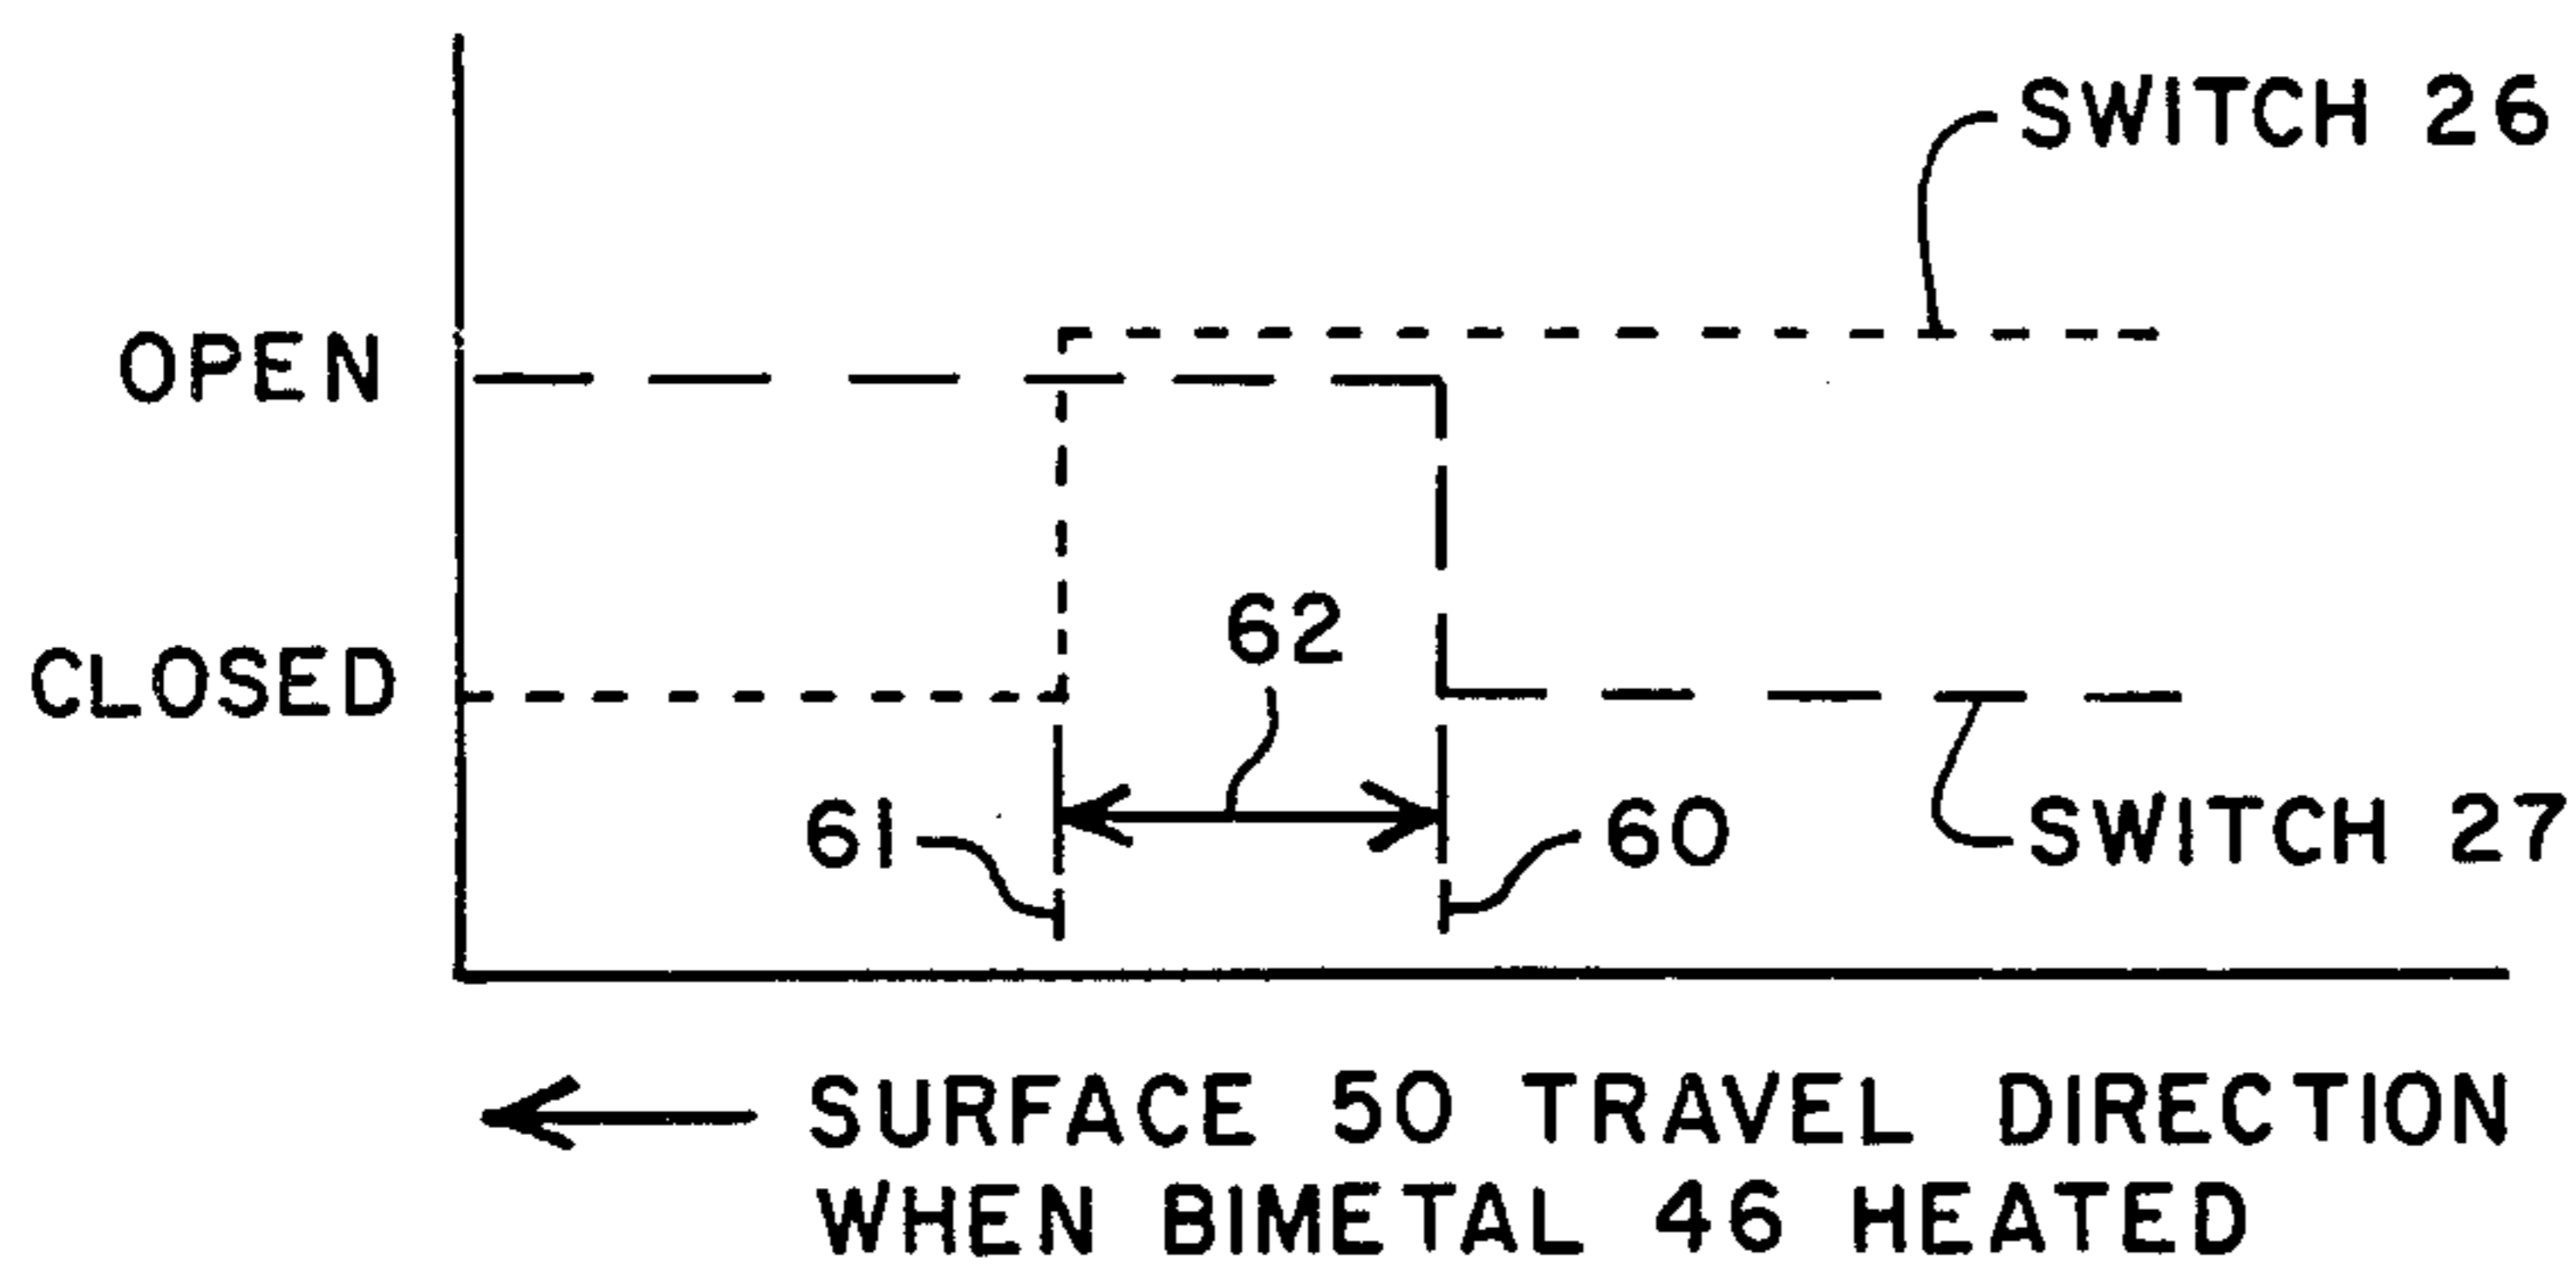 SWITCH 26
OPEN
62
CLOSED
61
60
SWITCH 27
SURFACE 50 TRAVEL DIRECTION
WHEN BIMETAL 46 HEATED